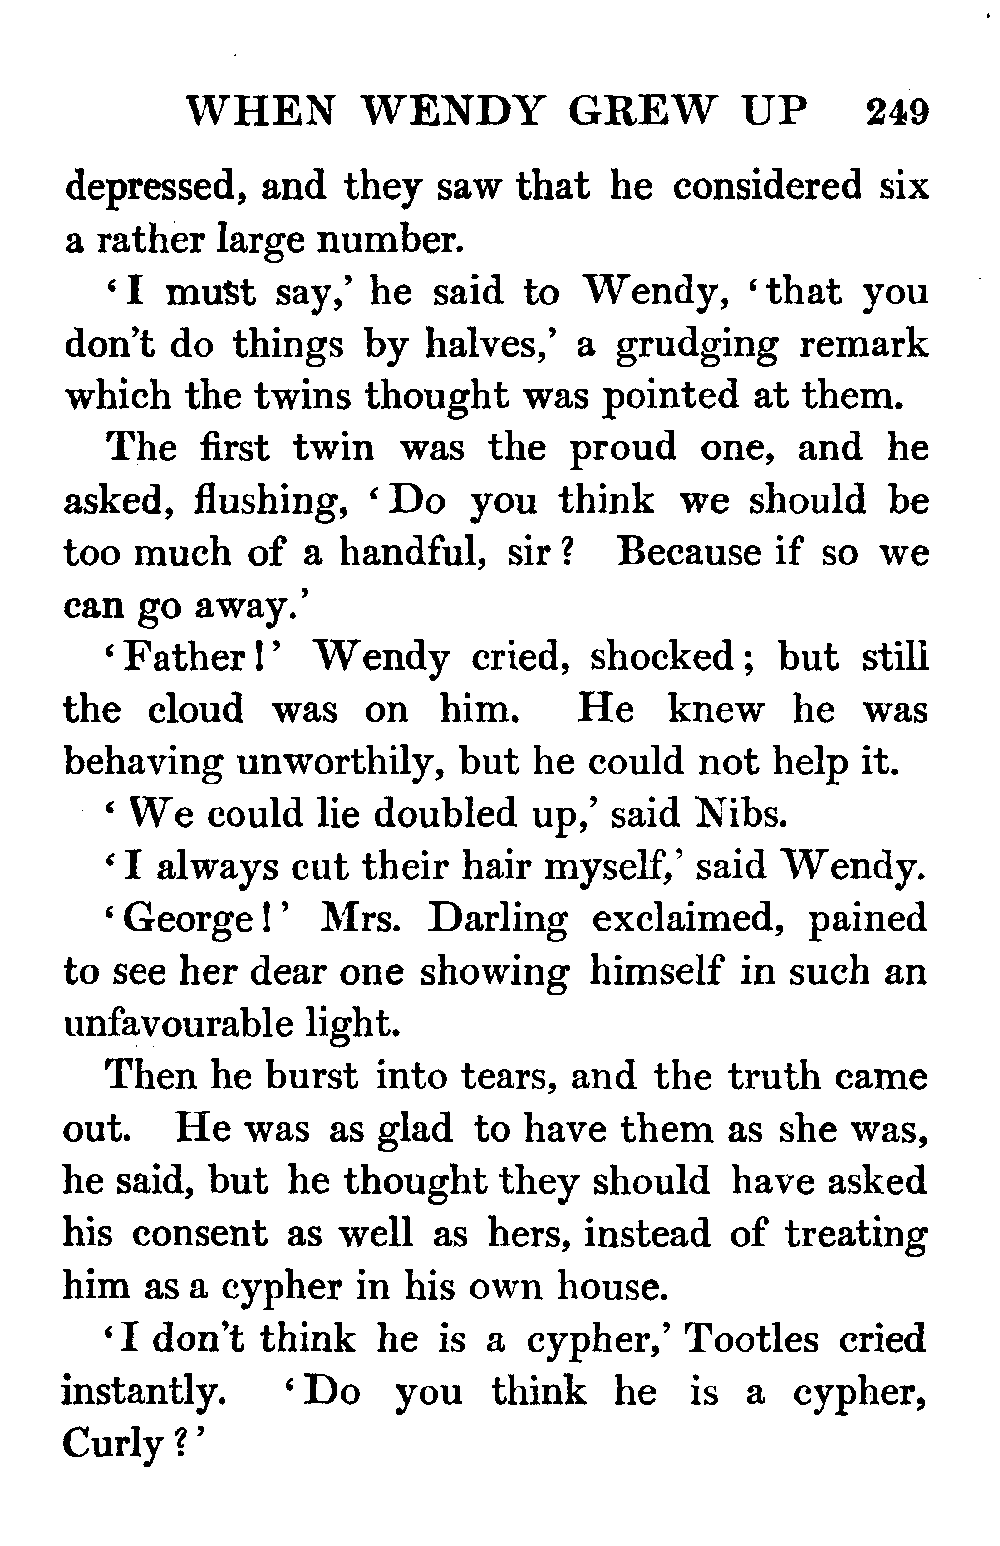 WHEN WENDY GREW UP 249
depressed, and they saw that he considered six
a rather large number.
‘I must say,’ he said to Wendy, ‘that you
don’t do things by halves,’ a grudging remark
which the twins thought was pointed at them.
The first twin was the proud one, and he
asked, flushing, ‘Do you think we should be
too much of a handful, sir? Because if so we
can go away.’
‘Father!’ Wendy cried, shocked; but still
the cloud was on him. He knew he was
behaving unworthily, but he could not help it.
‘We could lie doubled up,’ said Nibs.
‘I always cut their hair myself,’ said Wendy.
‘George!’ Mrs. Darling exclaimed, pained
to see her dear one showing himself in such an
unfavourable light.
Then he burst into tears, and the truth came
out. He was as glad to have them as she was,
he said, but he thought they should have asked
his consent as well as hers, instead of treating
him as a cypher in his own house.
‘I don’t think he is a cypher,’ Tootles cried
instantly. ‘Do you think he is a cypher,
Curly?’